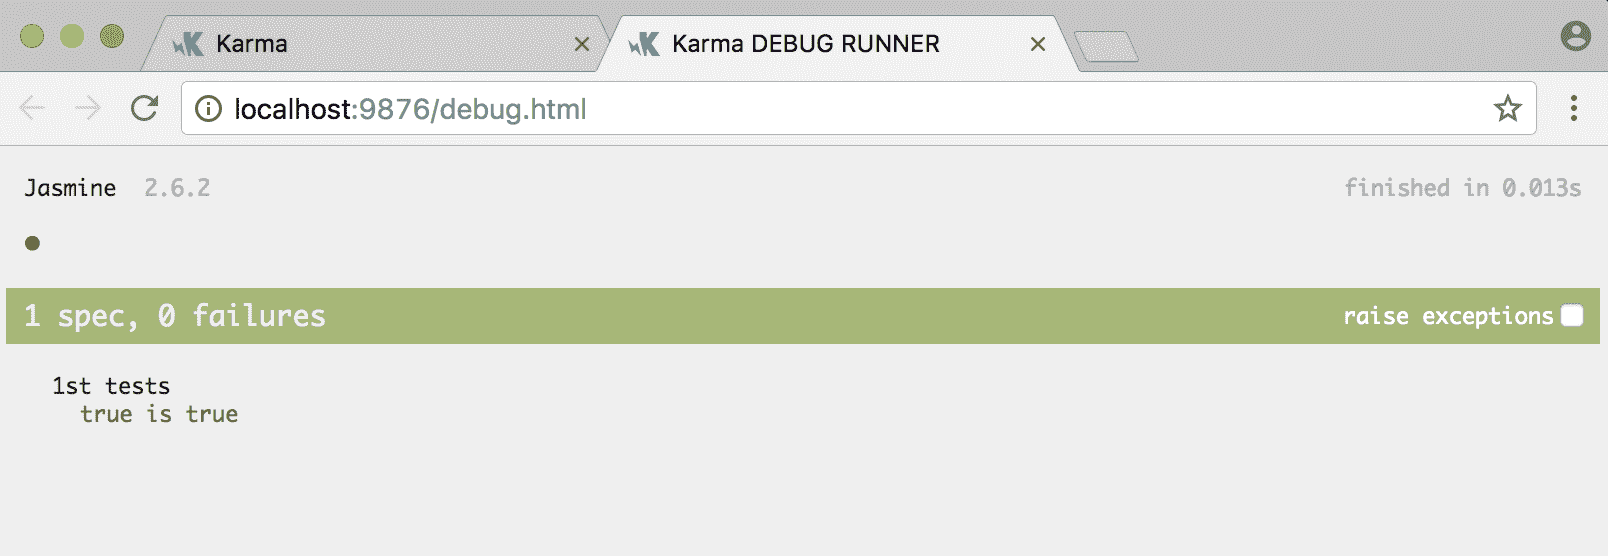 Karma
Karma DEBUG RUNNER
localhost:9876/debug.html
Jasmine 2.6.2
finished in 0.013s
1 spec, 0 failures
raise exceptions
1st tests
true is true